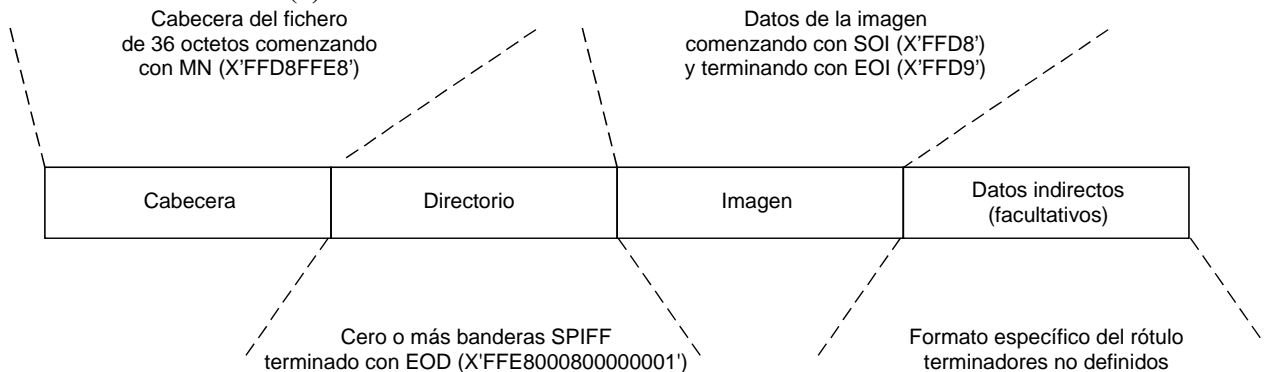 Cabecera del fichero
de 36 octetos comenzando
con MN (X'FFD8FFE8')
Datos de la imagen
comenzando con SOI (X'FFD8')
y terminando con EOI (X'FFD9')
Cabecera
Directorio
Imagen
Datos indirectos
(facultativos)
Cero o más banderas SPIFF
terminado con EOD (X'FFE8000800000001')
Formato específico del rótulo
terminadores no definidos